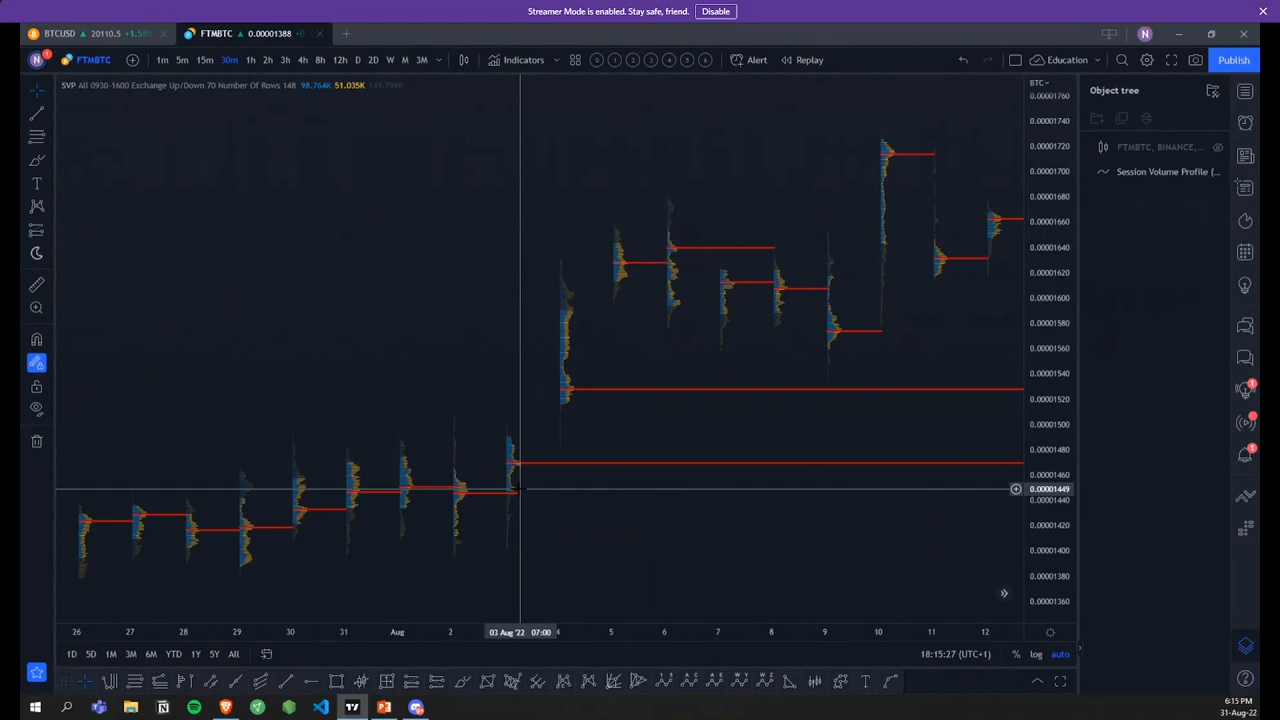 Streamer Mode is enabled. Stay safe, friend. Disable
BTCUSD 20110.5 +1.58%
FTMBTC 0.00001388
N
N 1 FTMBTC 1m 5m 15m 30m 1h 2h 3h 4h 8h 12h D 2D W M 3M Indicators Alert Replay Education Publish
SVP All 0930-1600 Exchange Up/Down 70 Number Of Rows 148 98.764K 51.035K 149.799K
BTC
Object tree
FTMBTC, BINANCE,...
Session Volume Profile (...
0.00001760
0.00001740
0.00001720
0.00001700
0.00001680
0.00001660
0.00001640
0.00001620
0.00001600
0.00001580
0.00001560
0.00001540
0.00001520
0.00001500
0.00001480
0.00001460
0.00001449
0.00001440
0.00001420
0.00001400
0.00001380
0.00001360
26 27 28 29 30 31 Aug 2 03 Aug '22 07:00 4 5 6 7 8 9 10 11 12
1D 5D 1M 3M 6M YTD 1Y 5Y All 18:15:27 (UTC+1) % log auto
6:15 PM
31-Aug-22